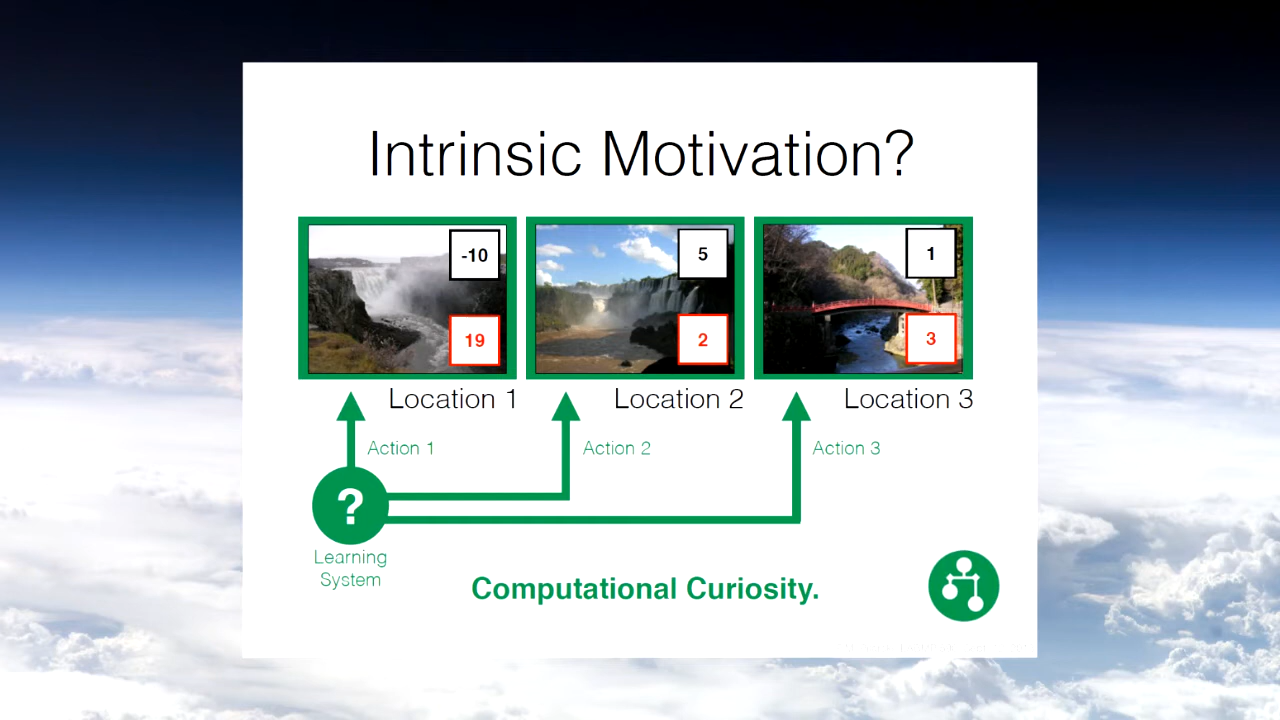 Intrinsic Motivation?
-10
5
1
19
2
3
Location 1
Location 2
Location 3
Action 1
Action 2
Action 3
?
Learning
System
Computational Curiosity.